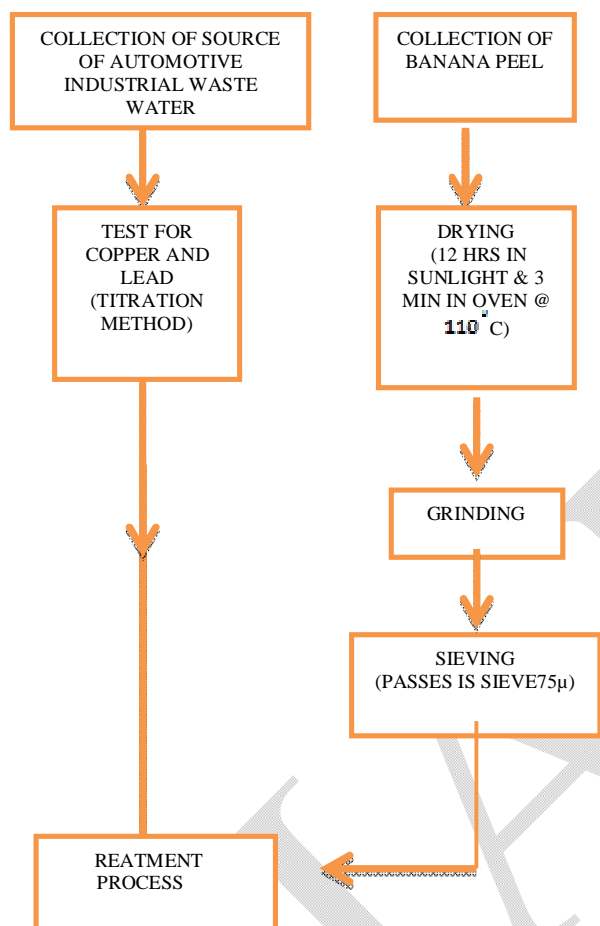 COLLECTION OF SOURCE
OF AUTOMOTIVE
INDUSTRIAL WASTE
WATER
COLLECTION OF
BANANA PEEL
TEST FOR
COPPER AND
LEAD
(TITRATION
METHOD)
DRYING
(12 HRS IN
SUNLIGHT & 3
MIN IN OVEN @
110°C)
GRINDING
SIEVING
(PASSES IS SIEVE75µ)
REATMENT
PROCESS